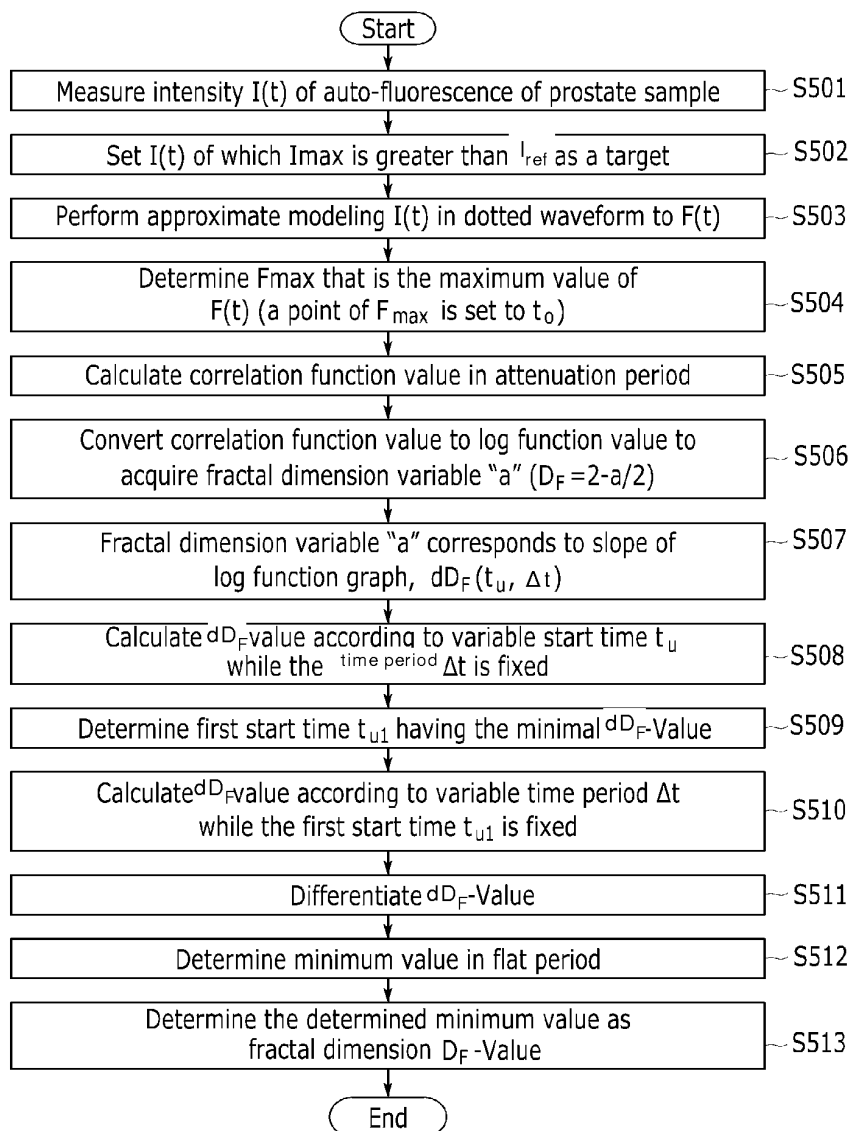 Start
Measure intensity I(t) of auto-fluorescence of prostate sample
S501
Set I(t) of which Imax is greater than Iref as a target
S502
Perform approximate modeling I(t) in dotted waveform to F(t)
S503
Determine Fmax that is the maximum value of
F(t) (a point of Fmax is set to to)
S504
Calculate correlation function value in attenuation period
S505
Convert correlation function value to log function value to
acquire fractal dimension variable “a” (DF=2-a/2)
S506
Fractal dimension variable “a” corresponds to slope of
log function graph, dDF(tu, Δt)
S507
Calculate dDF value according to variable start time tu
while the time period Δt is fixed
S508
Determine first start time tu1 having the minimal dDF-Value
S509
Calculate dDF value according to variable time period Δt
while the first start time tu1 is fixed
S510
Differentiate dDF-Value
S511
Determine minimum value in flat period
S512
Determine the determined minimum value as
fractal dimension DF-Value
S513
End